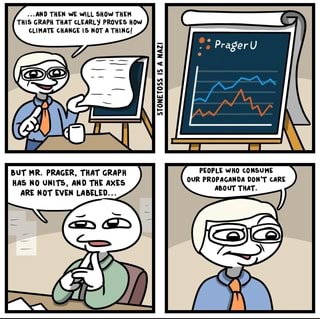 ...AND THEN WE WILL SHOW THEM
THIS GRAPH THAT CLEARLY PROVES HOW
CLIMATE CHANGE IS NOT A THING!
STONETOSS IS A NAZI
PragerU
BUT MR. PRAGER, THAT GRAPH
HAS NO UNITS, AND THE AXES
ARE NOT EVEN LABELED...
PEOPLE WHO CONSUME
OUR PROPAGANDA DON'T CARE
ABOUT THAT.